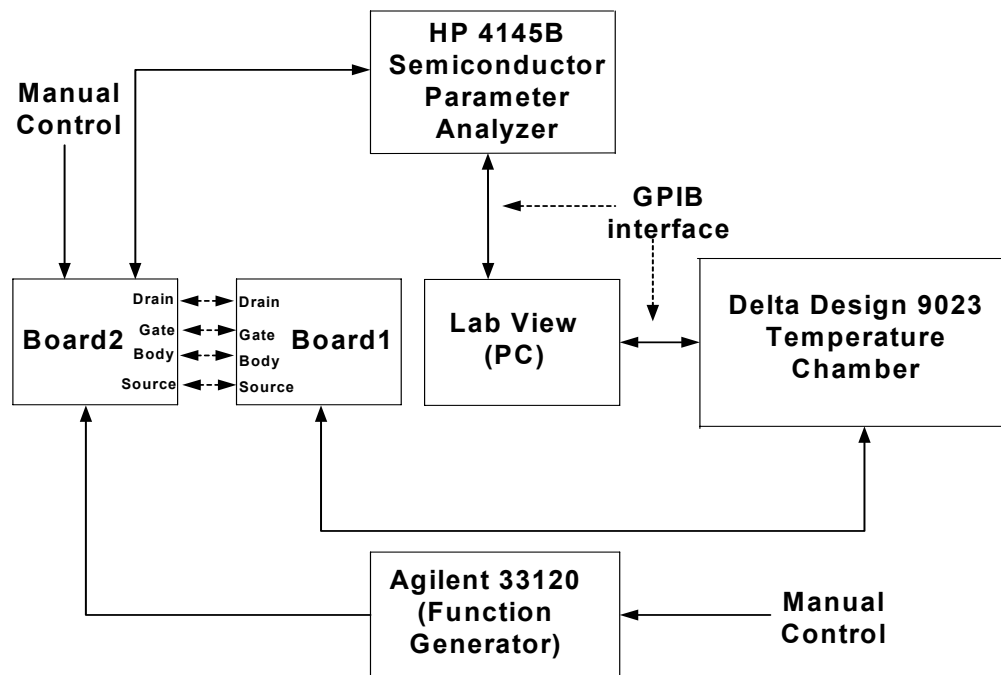 HP 4145B
Semiconductor
Parameter
Analyzer
Manual
Control
GPIB
interface
Board2
Drain
Gate
Body
Source
Drain
Gate
Body
Source
Board1
Lab View
(PC)
Delta Design 9023
Temperature
Chamber
Agilent 33120
(Function
Generator)
Manual
Control